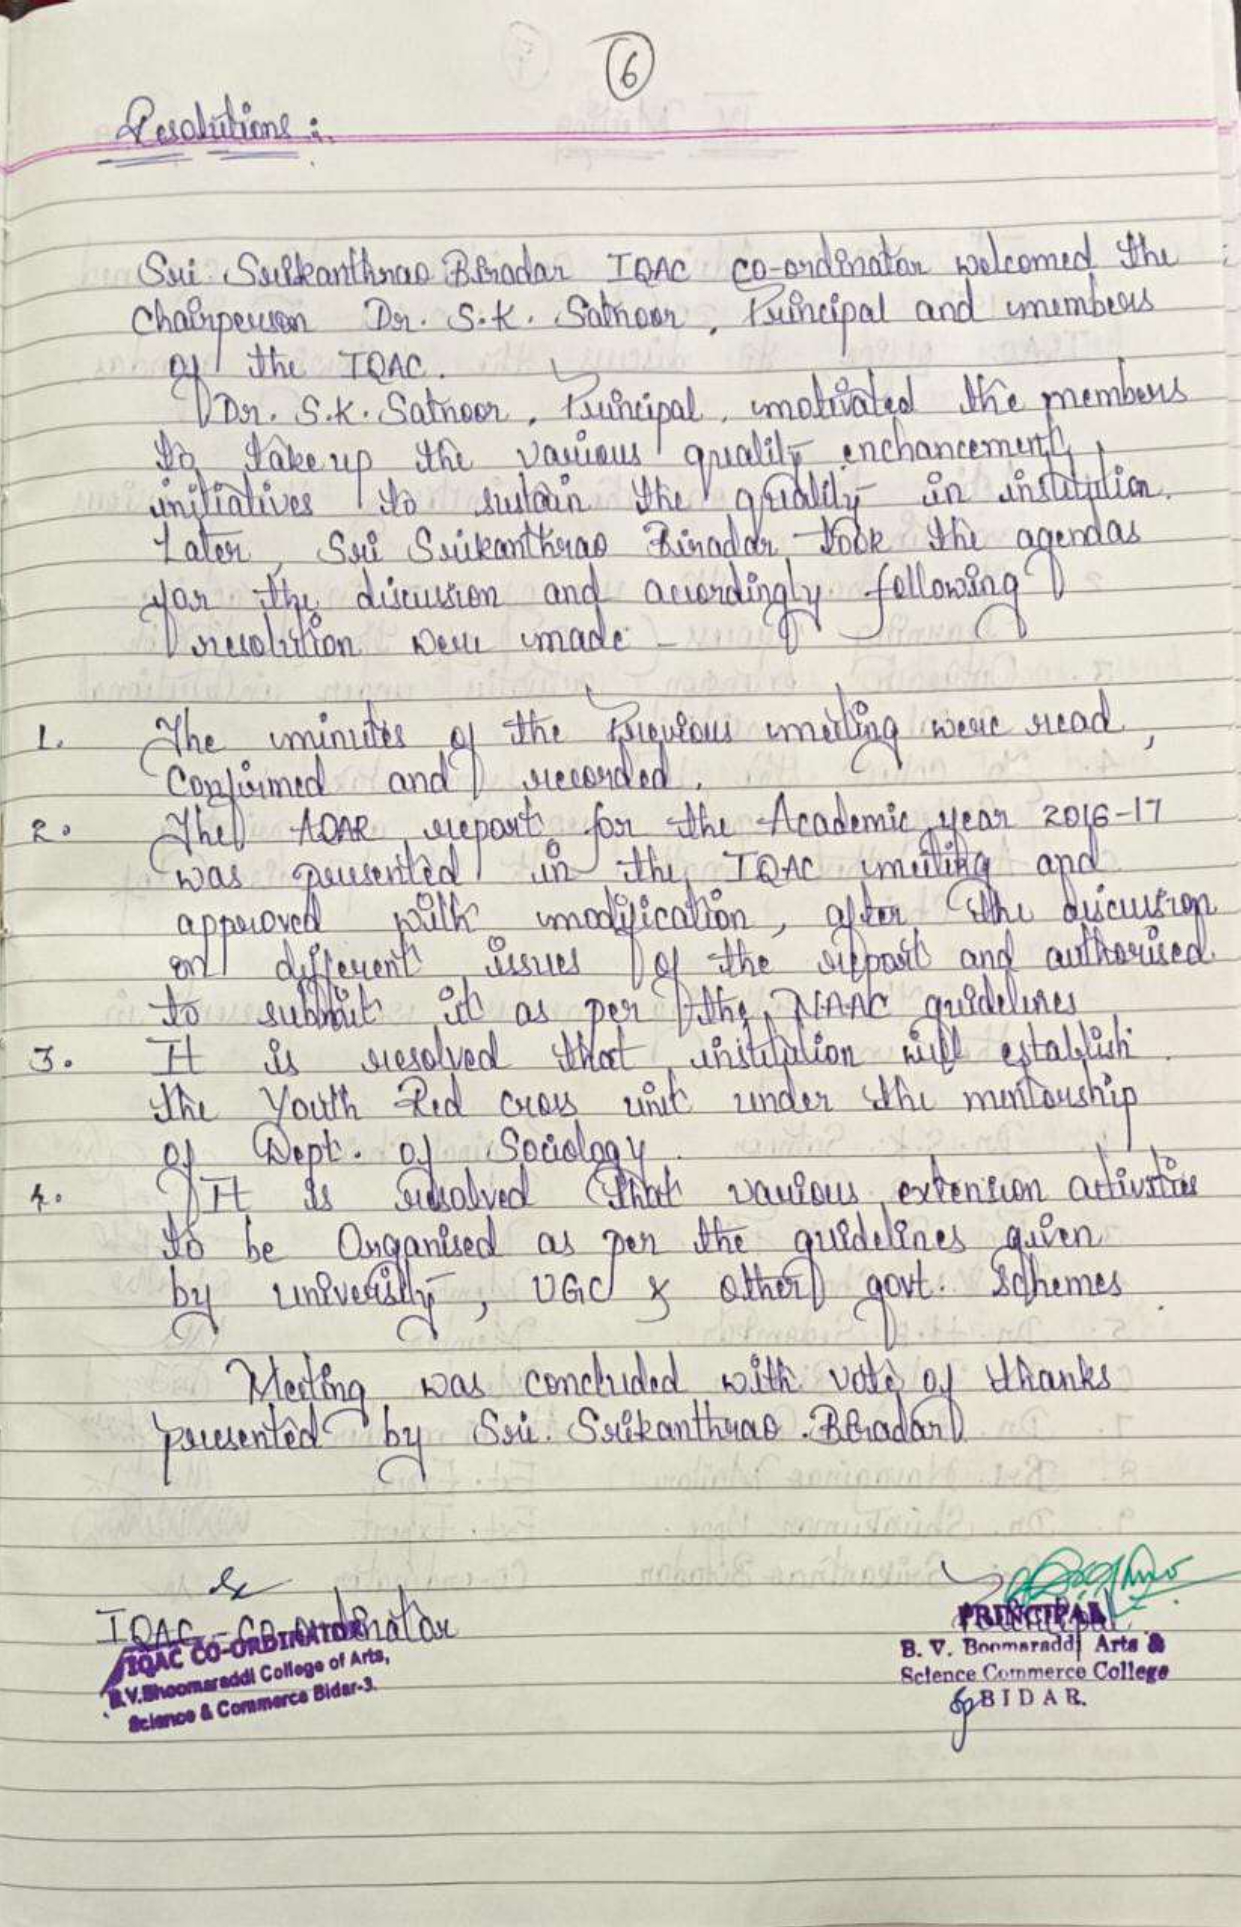 6
Resolutions :
Sri. Srikanthrao Biradar IQAC co-ordinator welcomed the
Chairperson Dr. S.K. Satnoor, Principal and members
of the IQAC.
Dr. S.K. Satnoor, Principal, motivated the members
to take up the various quality enchancement
initiatives to sustain the quality in institution.
Later, Sri Srikanthrao Biradar took the agendas
for the discussion and accordingly following
resolution were made -
1. The minutes of the Previous meeting were read,
Confirmed and recorded.
2. The AQAR report for the Academic year 2016-17
was presented in the IQAC meeting and
approved with modification, after the discussion
on different issues of the report and authorised
to submit it as per the NAAC guidelines
3. It is resolved that institution will establish
the Youth Red cross unit under the mentorship
of Dept. of Sociology.
4. It is resolved that various extension activities
to be Organised as per the guidelines given
by university, UGC & other govt. Schemes.
Meeting was concluded with vote of thanks
presented by Sri. Srikanthrao. Biradar
IQAC - Co-ordinator
IQAC CO-ORDINATOR
B.V.Bhoomaraddi College of Arts,
Science & Commerce Bidar-3.
Principal
PRINCIPAL
B. V. Boomaraddi Arts &
Science Commerce College
BIDAR.